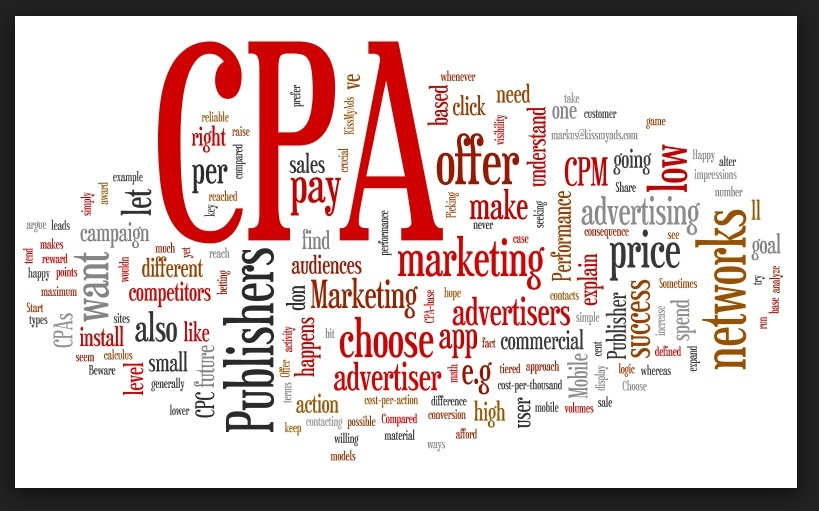 CPA
whenever
ve
prefer
KissMyAds
based
click
need
take
one
customer
reliable
right
raise
visibility
understand
markus@kissmyads.com
game
per
compared
sales
crucial
pay
offer
CPM
going
low
Happy
alter
impressions
Share
number
example
award
simply
let
reached
key
Picking
make
never
seeking
Performance
advertising
argue
leads
campaign
performance
find
case
consequence
see
price
networks
ll
goal
tend
makes
reward
happy
points
maximum
want
wouldn
much
yet
reach
different
competitors
betting
Publishers
audiences
marketing
explain
try
analyze
base
run
don
Marketing
CPA-base
hope
contacts
Sometimes
Publisher
success
Start
types
CPAs
sites
install
also
like
activity
happens
bit
choose
advertisers
simple
app
fact
commercial
cent
increase
spend
seem
calculus
Beware
level
small
generally
future
Offer
terms
advertiser
math
e.g
tiered
approach
cost-per-thousand
Mobile
display
logic
whereas
defined
expand
Choose
lower
CPC
action
cost-per-action
difference
conversion
high
user
mobile
volumes
sale
keep
contacting
possible
Compared
willing
material
afford
ways
models